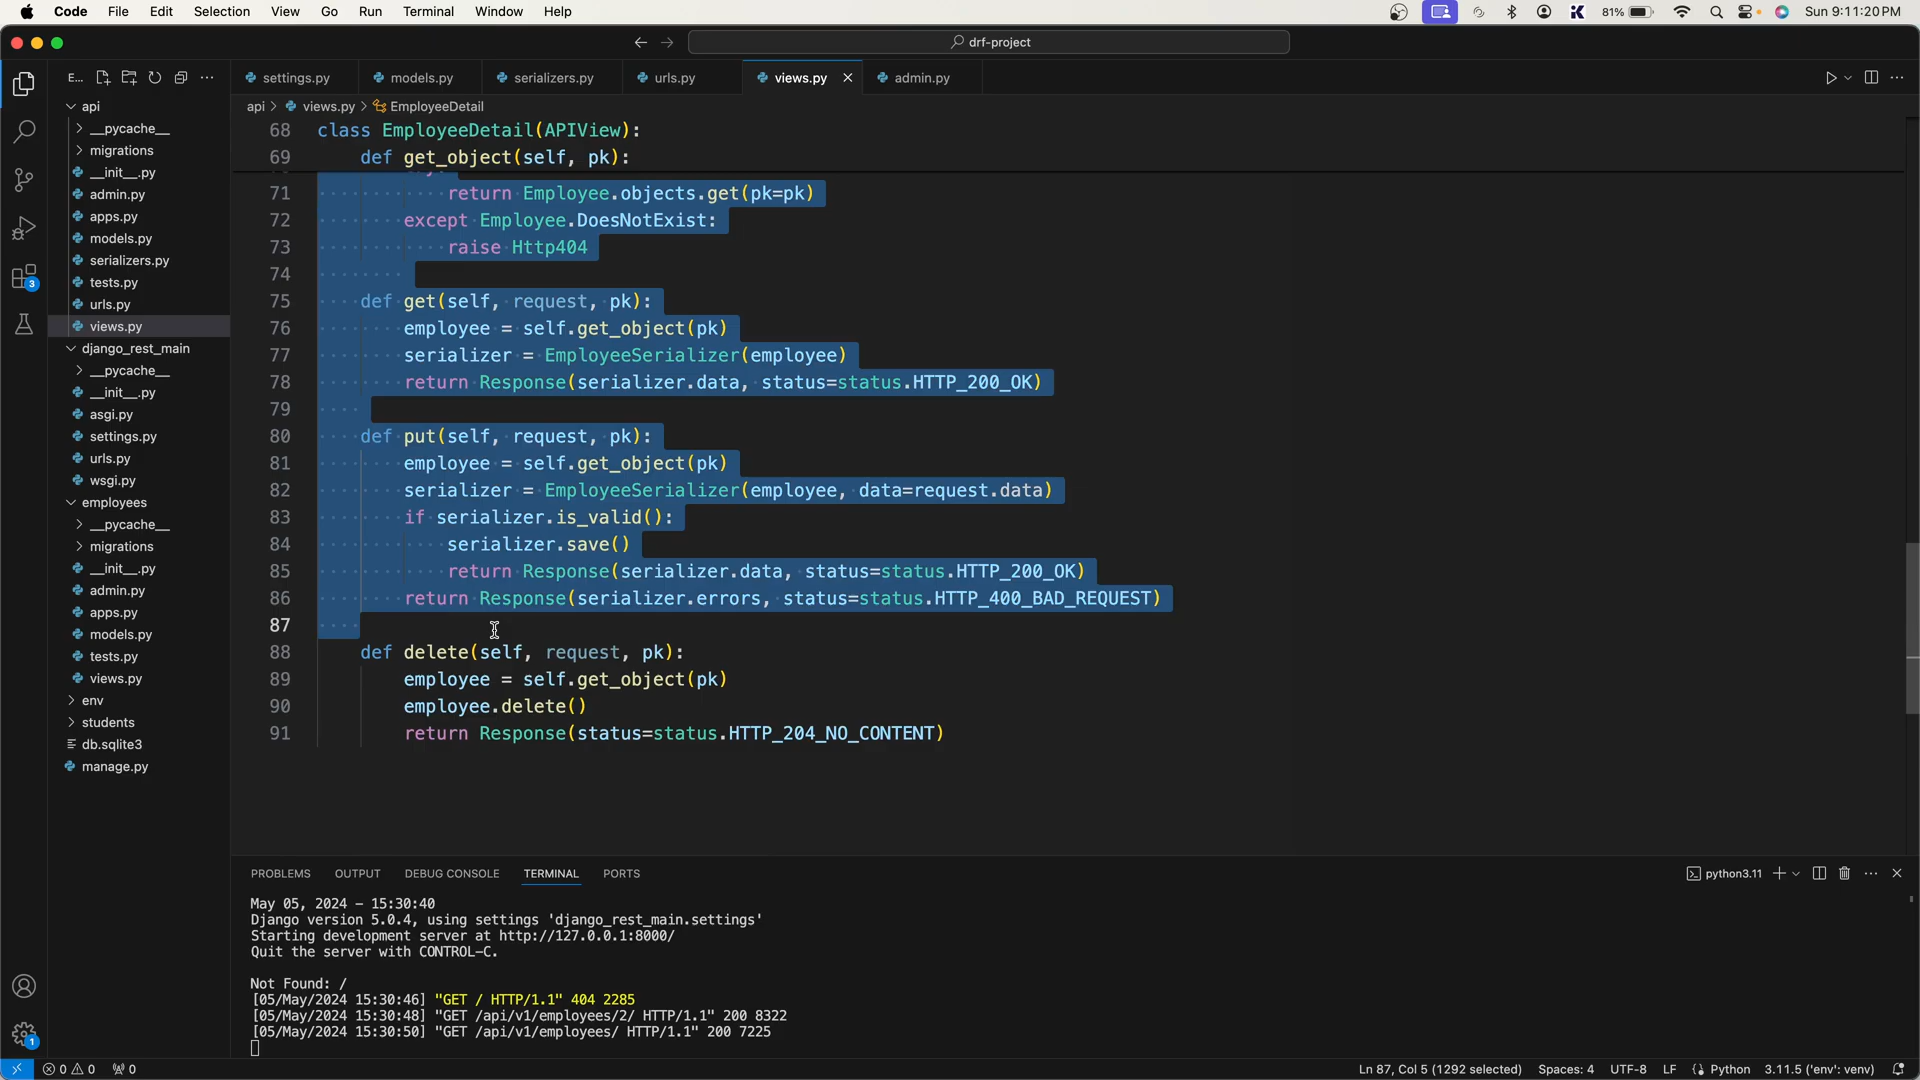 Code File Edit Selection View Go Run Terminal Window Help 81% Sun 9:11:20 PM
drf-project
E... settings.py models.py serializers.py urls.py views.py admin.py
api > views.py > EmployeeDetail
api
__pycache__
migrations
__init__.py
admin.py
apps.py
models.py
serializers.py
tests.py
urls.py
views.py
django_rest_main
__pycache__
__init__.py
asgi.py
settings.py
urls.py
wsgi.py
employees
__pycache__
migrations
__init__.py
admin.py
apps.py
models.py
tests.py
views.py
env
students
db.sqlite3
manage.py
3
1
68 class EmployeeDetail(APIView):
69 def get_object(self, pk):
71 return Employee.objects.get(pk=pk)
72 except Employee.DoesNotExist:
73 raise Http404
74
75 def get(self, request, pk):
76 employee = self.get_object(pk)
77 serializer = EmployeeSerializer(employee)
78 return Response(serializer.data, status=status.HTTP_200_OK)
79
80 def put(self, request, pk):
81 employee = self.get_object(pk)
82 serializer = EmployeeSerializer(employee, data=request.data)
83 if serializer.is_valid():
84 serializer.save()
85 return Response(serializer.data, status=status.HTTP_200_OK)
86 return Response(serializer.errors, status=status.HTTP_400_BAD_REQUEST)
87
88 def delete(self, request, pk):
89 employee = self.get_object(pk)
90 employee.delete()
91 return Response(status=status.HTTP_204_NO_CONTENT)
PROBLEMS OUTPUT DEBUG CONSOLE TERMINAL PORTS python3.11
May 05, 2024 - 15:30:40
Django version 5.0.4, using settings 'django_rest_main.settings'
Starting development server at http://127.0.0.1:8000/
Quit the server with CONTROL-C.
Not Found: /
[05/May/2024 15:30:46] "GET / HTTP/1.1" 404 2285
[05/May/2024 15:30:48] "GET /api/v1/employees/2/ HTTP/1.1" 200 8322
[05/May/2024 15:30:50] "GET /api/v1/employees/ HTTP/1.1" 200 7225
0 0 0 Ln 87, Col 5 (1292 selected) Spaces: 4 UTF-8 LF Python 3.11.5 ('env': venv)